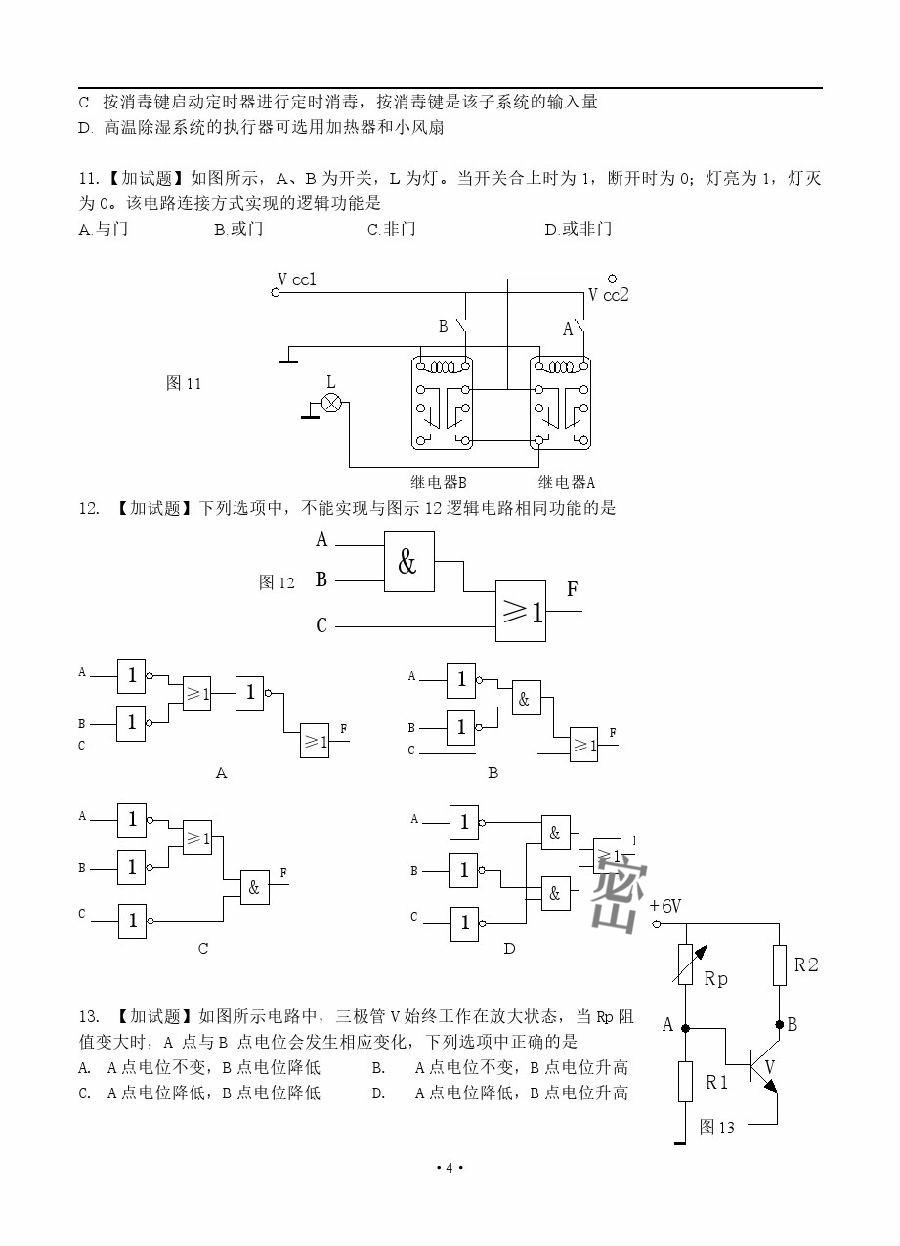 C 按消毒键启动定时器进行定时消毒，按消毒键是该子系统的输入量
D. 高温除湿系统的执行器可选用加热器和小风扇
11.【加试题】如图所示，A、B 为开关，L 为灯。当开关合上时为 1，断开时为 0；灯亮为 1，灯灭
为 0。该电路连接方式实现的逻辑功能是
A.与门 B.或门 C.非门 D.或非门
V cc1
V cc2
B A
图 11
L
继电器B 继电器A
12. 【加试题】下列选项中，不能实现与图示 12 逻辑电路相同功能的是
A
&
图 12 B
F
≥1
C
A 1
≥1 1
B 1
C
≥1 F
A
A 1
&
B 1
C
≥1 F
B
A 1
≥1
B 1
& F
C 1
C
A 1
&
≥1
B 1
&
C 1
D
密
山
+6V
Rp
R2
A
B
R1
V
图 13
13. 【加试题】如图所示电路中，三极管 V 始终工作在放大状态，当 Rp 阻
值变大时，A 点与 B 点电位会发生相应变化，下列选项中正确的是
A. A 点电位不变，B 点电位降低 B. A 点电位不变，B 点电位升高
C. A 点电位降低，B 点电位降低 D. A 点电位降低，B 点电位升高
• 4 •